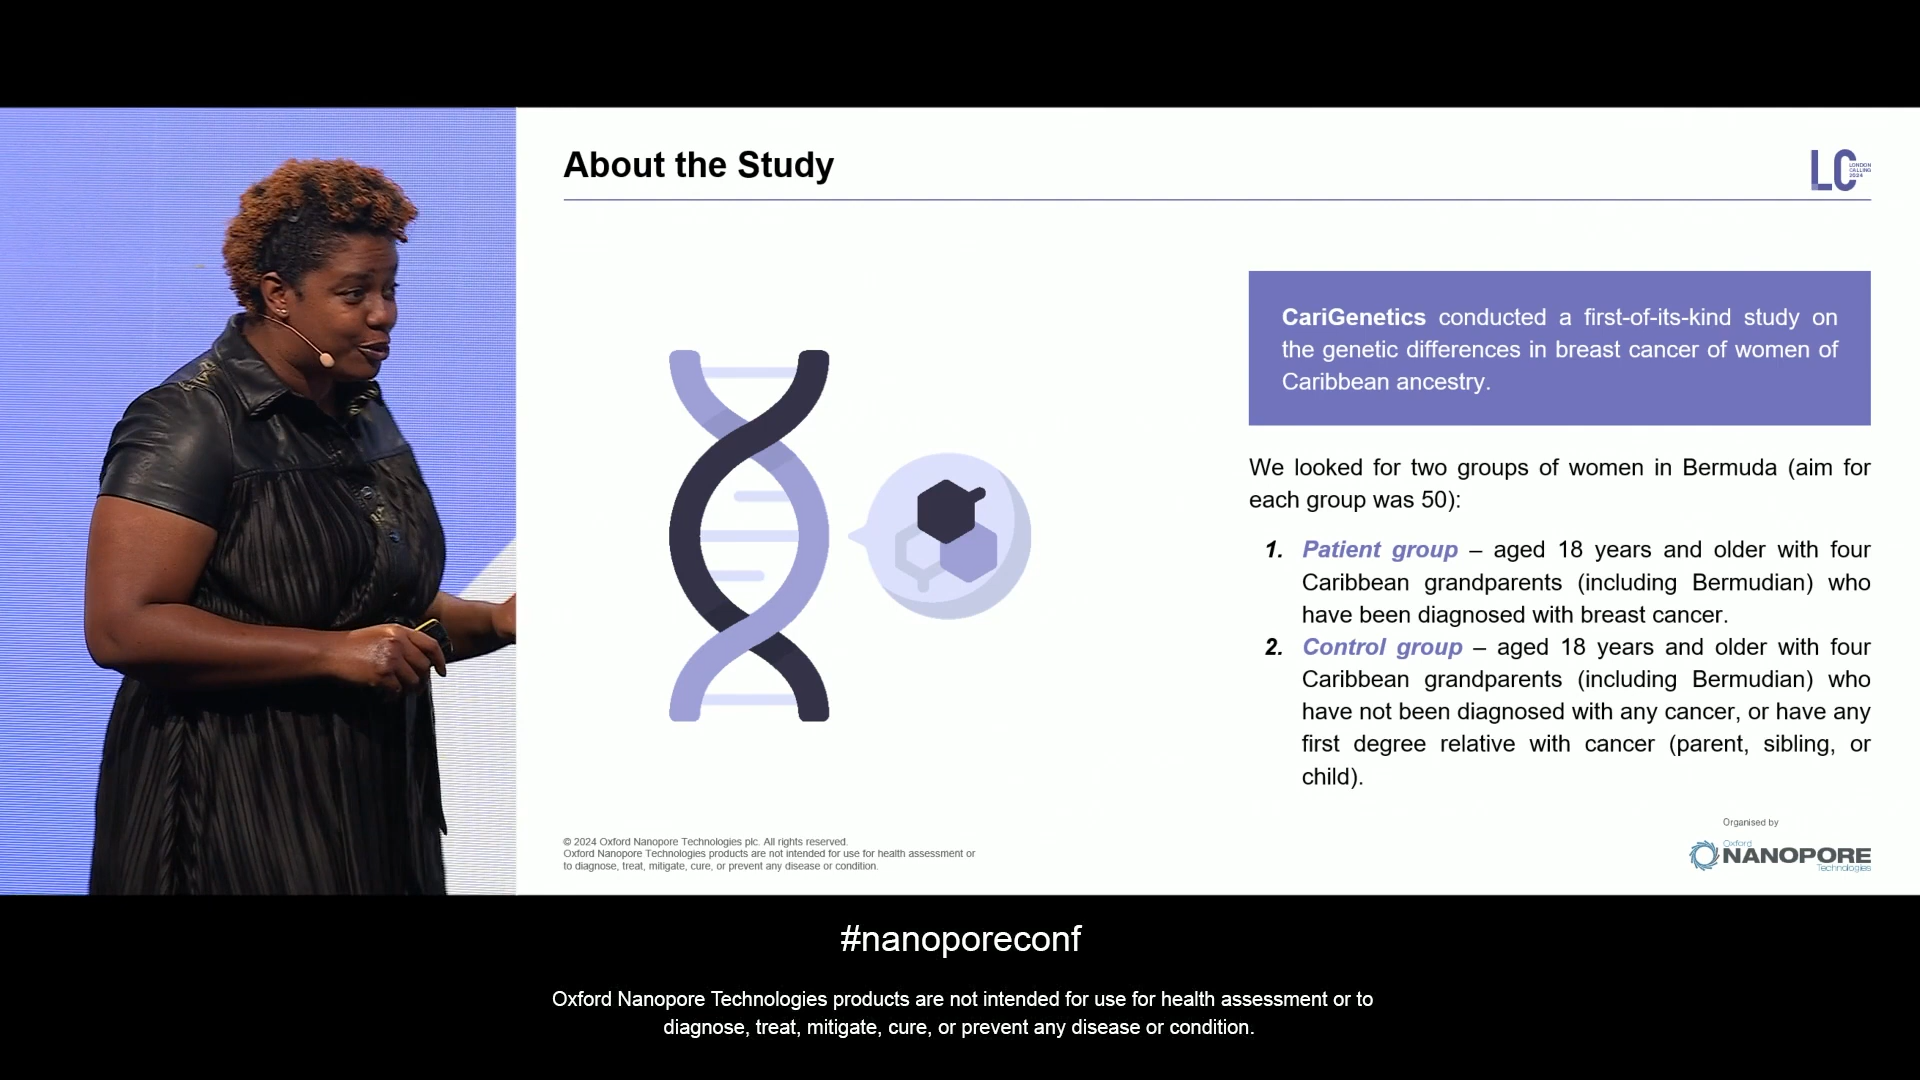 About the Study
LC LONDON
CALLING
2024
CariGenetics conducted a first-of-its-kind study on
the genetic differences in breast cancer of women of
Caribbean ancestry.
We looked for two groups of women in Bermuda (aim for
each group was 50):
1. Patient group – aged 18 years and older with four
Caribbean grandparents (including Bermudian) who
have been diagnosed with breast cancer.
2. Control group – aged 18 years and older with four
Caribbean grandparents (including Bermudian) who
have not been diagnosed with any cancer, or have any
first degree relative with cancer (parent, sibling, or
child).
© 2024 Oxford Nanopore Technologies plc. All rights reserved.
Oxford Nanopore Technologies products are not intended for use for health assessment or
to diagnose, treat, mitigate, cure, or prevent any disease or condition.
Organised by
Oxford
NANOPORE
Technologies
#nanoporeconf
Oxford Nanopore Technologies products are not intended for use for health assessment or to
diagnose, treat, mitigate, cure, or prevent any disease or condition.